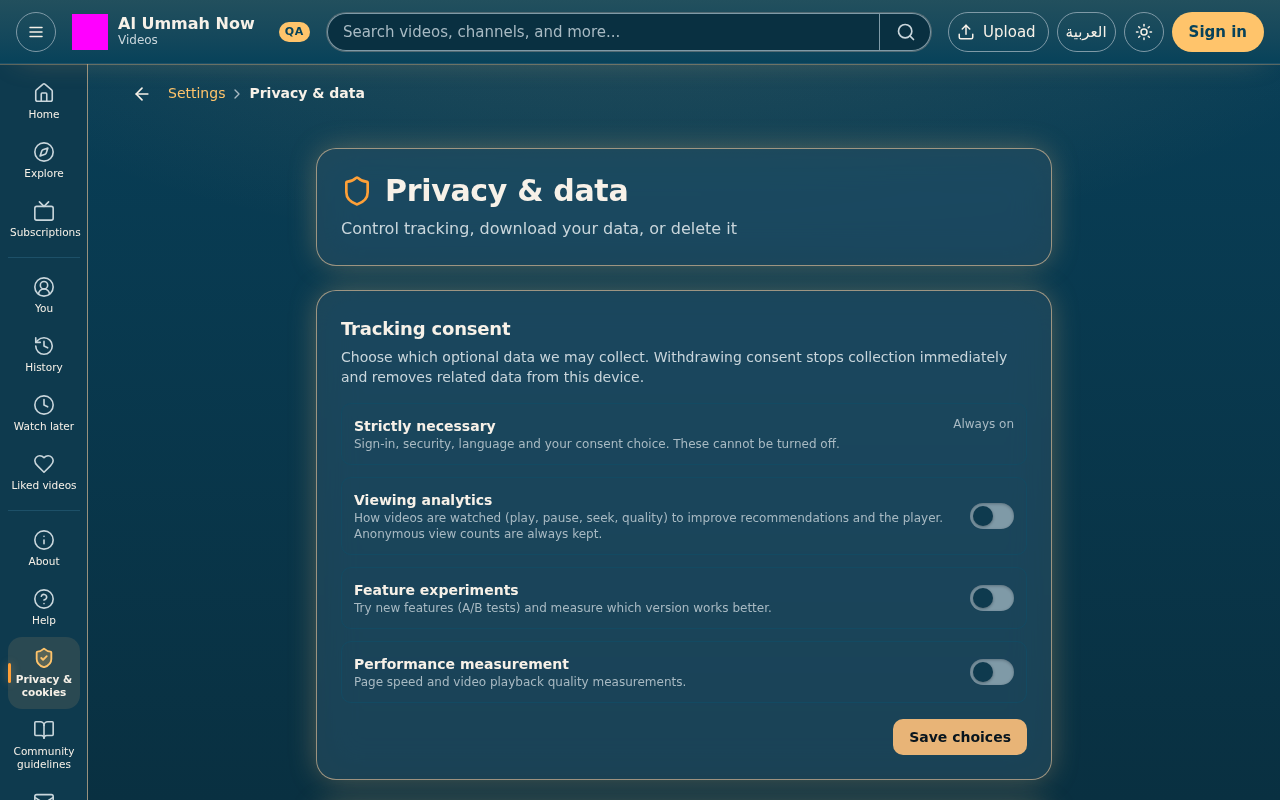 Al Ummah Now
Videos
QA
Search videos, channels, and more...
Upload
العربية
Sign in
Home
Explore
Subscriptions
You
History
Watch later
Liked videos
About
Help
Privacy &
cookies
Community
guidelines
Settings
Privacy & data
Privacy & data
Control tracking, download your data, or delete it
Tracking consent
Choose which optional data we may collect. Withdrawing consent stops collection immediately
and removes related data from this device.
Strictly necessary
Always on
Sign-in, security, language and your consent choice. These cannot be turned off.
Viewing analytics
How videos are watched (play, pause, seek, quality) to improve recommendations and the player.
Anonymous view counts are always kept.
Feature experiments
Try new features (A/B tests) and measure which version works better.
Performance measurement
Page speed and video playback quality measurements.
Save choices